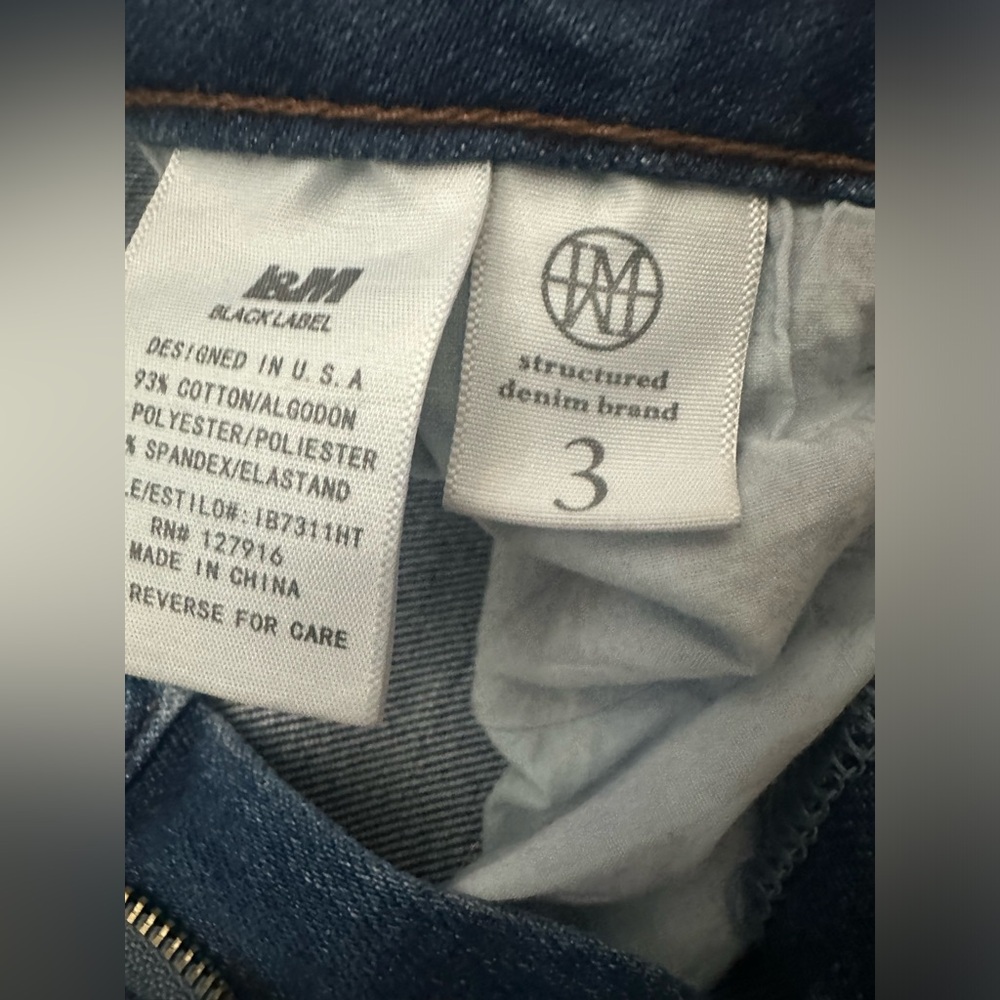 I&M
BLACK LABEL
DESIGNED IN U.S.A
93% COTTON/ALGODON
POLYESTER/POLIESTER
% SPANDEX/ELASTAND
.E/ESTILO#: IB7311HT
RN# 127916
MADE IN CHINA
REVERSE FOR CARE
structured
denim brand
3